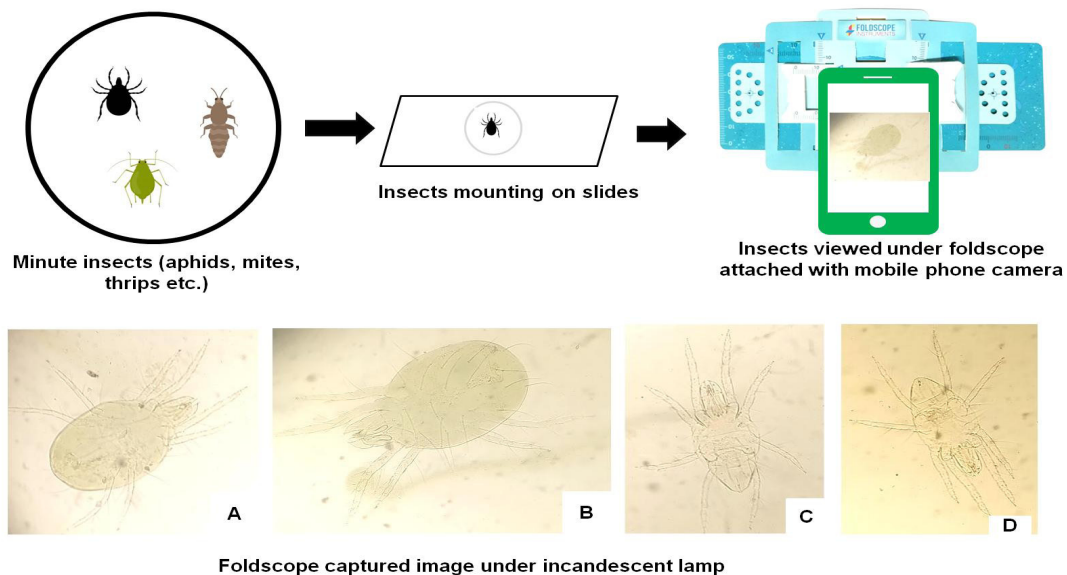 FOLDSCOPE
INSTRUMENTS
Insects mounting on slides
Minute insects (aphids, mites,
thrips etc.)
Insects viewed under foldscope
attached with mobile phone camera
A
B
C
D
Foldscope captured image under incandescent lamp